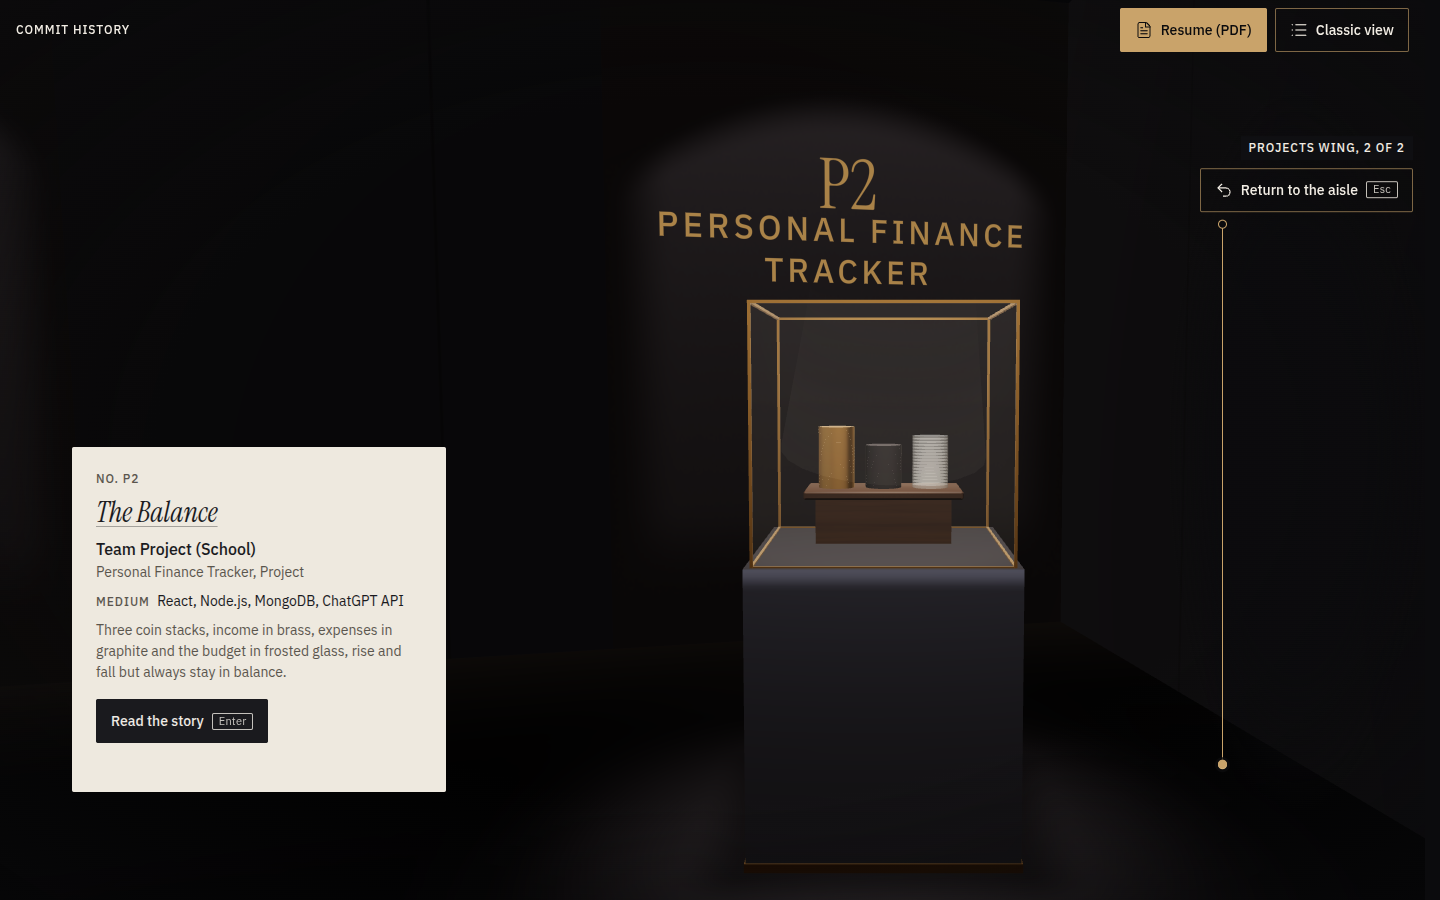 COMMIT HISTORY
Resume (PDF)
Classic view
PROJECTS WING, 2 OF 2
Return to the aisle Esc
P2
PERSONAL FINANCE
TRACKER
NO. P2
The Balance
Team Project (School)
Personal Finance Tracker, Project
MEDIUM React, Node.js, MongoDB, ChatGPT API
Three coin stacks, income in brass, expenses in
graphite and the budget in frosted glass, rise and
fall but always stay in balance.
Read the story Enter